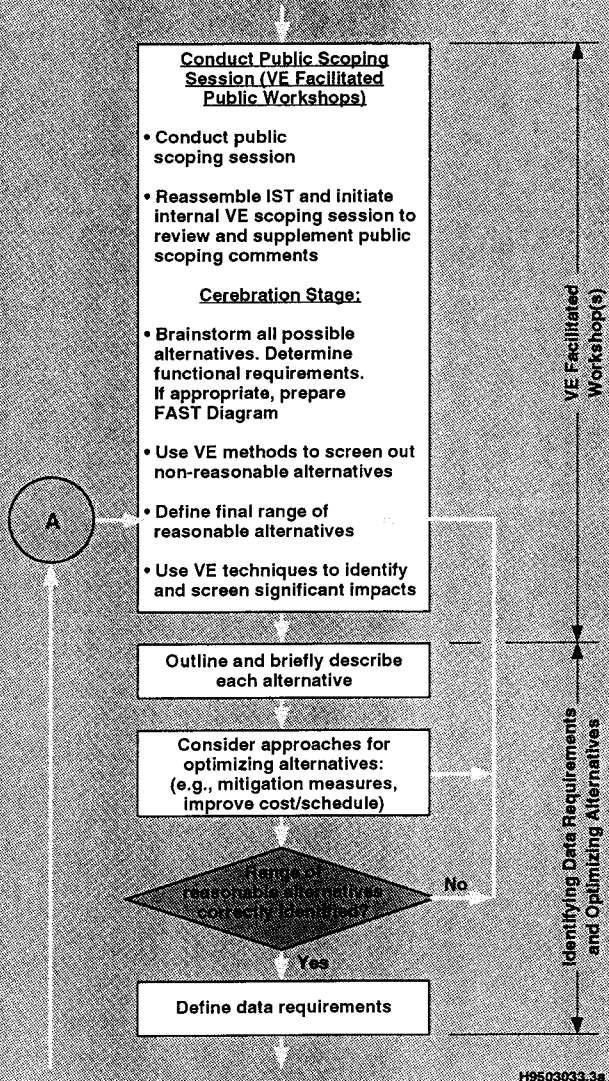 Conduct Public Scoping
Session (VE Facilitated
Public Workshops)
• Conduct public
scoping session
• Reassemble IST and initiate
internal VE scoping session to
review and supplement public
scoping comments
Cerebration Stage:
• Brainstorm all possible
alternatives. Determine
functional requirements.
If appropriate, prepare
FAST Diagram
• Use VE methods to screen out
non-reasonable alternatives
• Define final range of
reasonable alternatives
• Use VE techniques to identify
and screen significant impacts
A
VE Facilitated
Workshop(s)
Outline and briefly describe
each alternative
Consider approaches for
optimizing alternatives:
(e.g., mitigation measures,
improve cost/schedule)
Range of
reasonable alternatives
correctly identified?
No
Yes
Define data requirements
Identifying Data Requirements
and Optimizing Alternatives
H9503033.3a